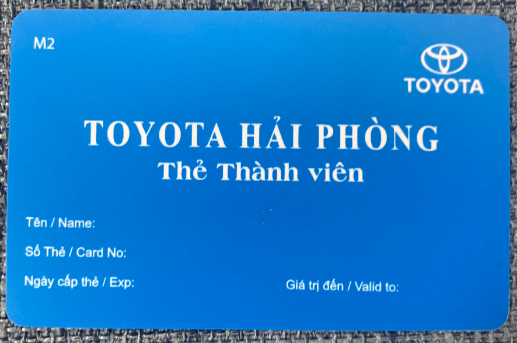 M2
TOYOTA
TOYOTA HẢI PHÒNG
Thẻ Thành viên
Tên / Name:
Số Thẻ / Card No:
Ngày cấp thẻ / Exp:
Giá trị đến / Valid to: